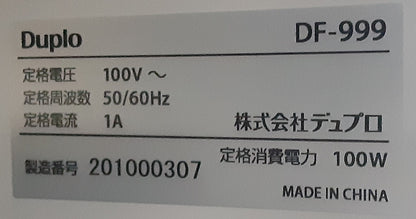 Duplo DF-999
定格電圧 100V ～
定格周波数 50/60Hz
定格電流 1A 株式会社デュプロ
製造番号 201000307 定格消費電力 100W
MADE IN CHINA